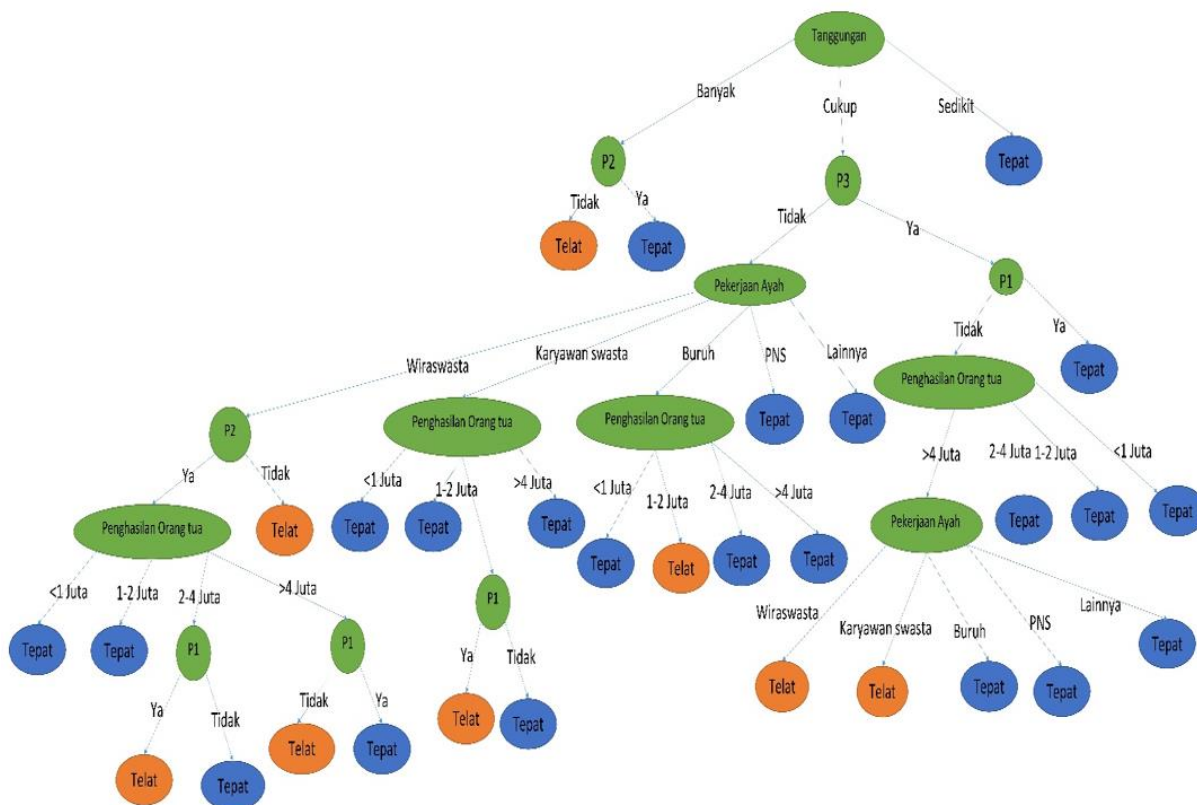 Tanggungan
Banyak
Cukup
Sedikit
P2
P3
Tepat
Tidak
Ya
Tidak
Ya
Telat
Tepat
Pekerjaan Ayah
P1
Wiraswasta
Karyawan swasta
Buruh
PNS
Lainnya
Tidak
Ya
Tepat
P2
Penghasilan Orang tua
Penghasilan Orang tua
Tepat
Tepat
Penghasilan Orang tua
Ya
Tidak
<1 Juta
1-2 Juta
>4 Juta
<1 Juta
1-2 Juta
2-4 Juta
>4 Juta
>4 Juta
2-4 Juta
1-2 Juta
<1 Juta
Penghasilan Orang tua
Telat
Tepat
Tepat
Tepat
Tepat
Telat
Tepat
Tepat
Pekerjaan Ayah
Tepat
Tepat
Tepat
<1 Juta
1-2 Juta
2-4 Juta
>4 Juta
P1
Wiraswasta
Karyawan swasta
Buruh
PNS
Lainnya
Tepat
Tepat
P1
P1
Ya
Tidak
Telat
Telat
Tepat
Tepat
Tepat
Ya
Tidak
Tidak
Ya
Telat
Tepat
Telat
Tepat
Telat
Tepat